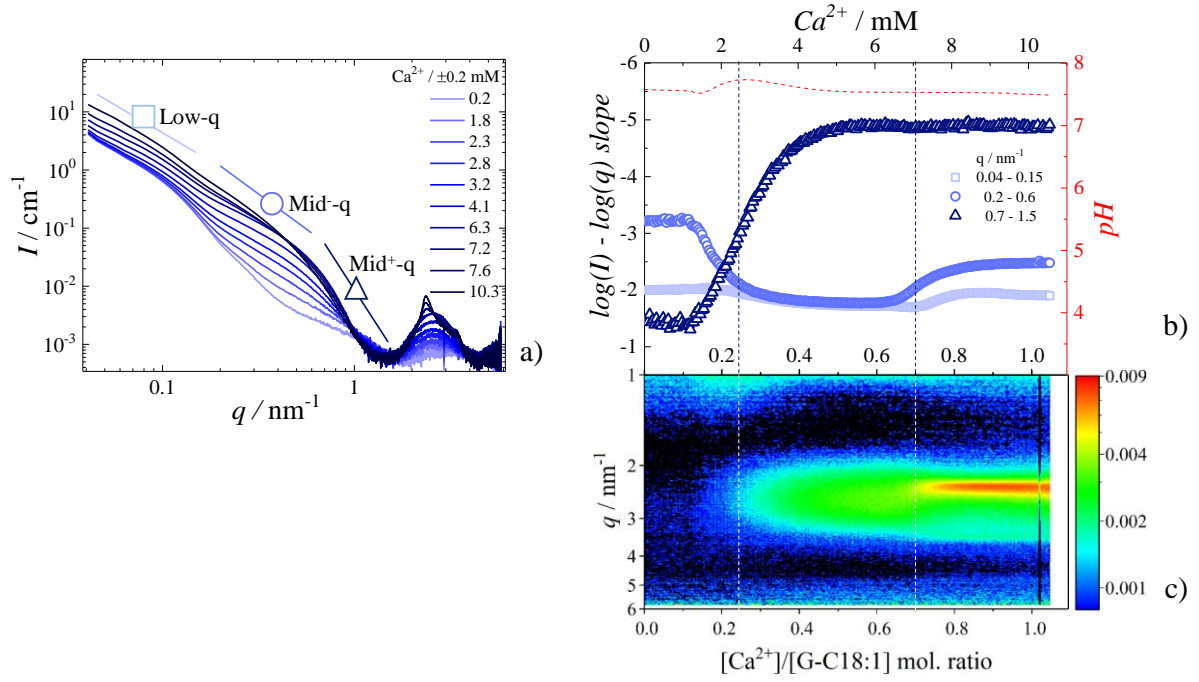 I / cm-1
10^1
10^0
10^-1
10^-2
10^-3
0.1
1
q / nm-1
Low-q
Mid--q
Mid+-q
Ca2+ / ±0.2 mM
0.2
1.8
2.3
2.8
3.2
4.1
6.3
7.2
7.6
10.3
a)
Ca2+ / mM
0 2 4 6 8 10
log(I) - log(q) slope
-6
-5
-4
-3
-2
-1
8
7
6
5
4
pH
q / nm-1
0.04 - 0.15
0.2 - 0.6
0.7 - 1.5
0.2 0.4 0.6 0.8 1.0
b)
q / nm-1
1
2
3
4
5
6
0.0 0.2 0.4 0.6 0.8 1.0
[Ca2+]/[G-C18:1] mol. ratio
0.009
0.005
0.002
0.001
c)